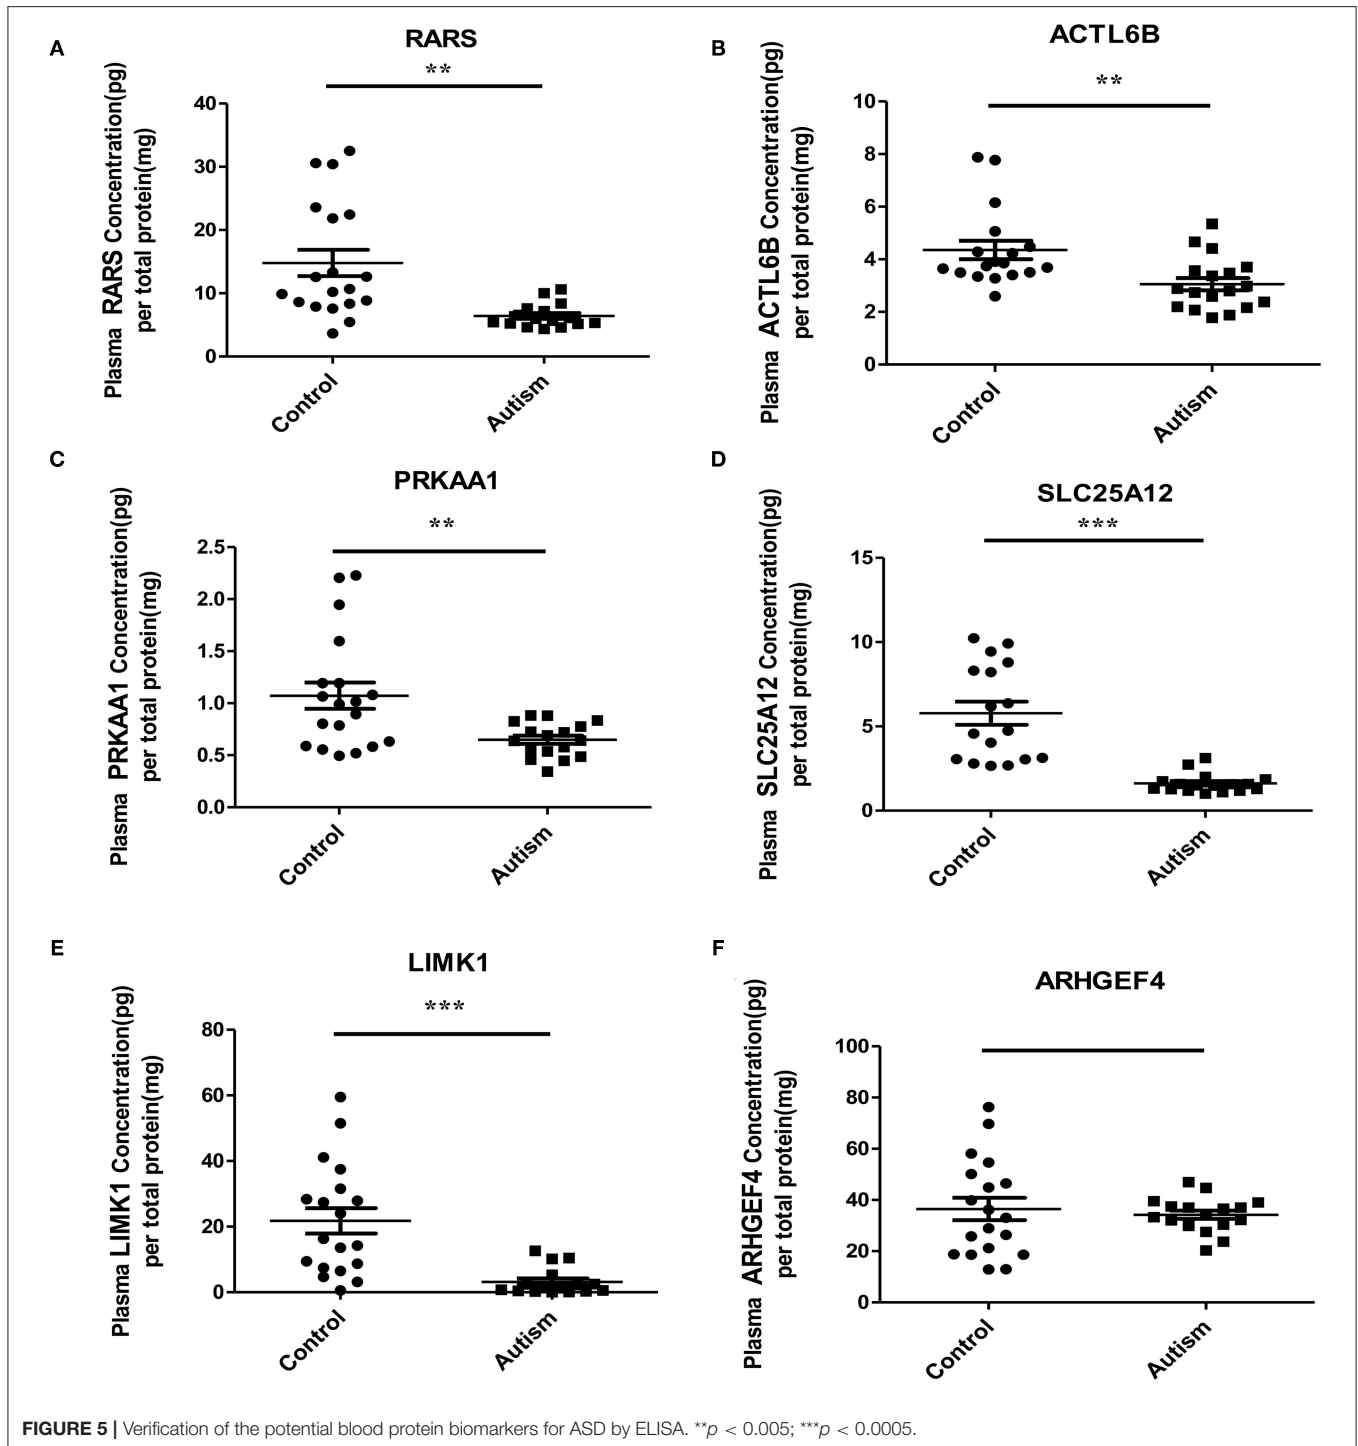 A
RARS
**
Plasma RARS Concentration(pg)
per total protein(mg)
40
30
20
10
0
Control
Autism
B
ACTL6B
**
Plasma ACTL6B Concentration(pg)
per total protein(mg)
10
8
6
4
2
0
Control
Autism
C
PRKAA1
**
Plasma PRKAA1 Concentration(pg)
per total protein(mg)
2.5
2.0
1.5
1.0
0.5
0.0
Control
Autism
D
SLC25A12
***
Plasma SLC25A12 Concentration(pg)
per total protein(mg)
15
10
5
0
Control
Autism
E
LIMK1
***
Plasma LIMK1 Concentration(pg)
per total protein(mg)
80
60
40
20
0
Control
Autism
F
ARHGEF4
Plasma ARHGEF4 Concentration(pg)
per total protein(mg)
100
80
60
40
20
0
Control
Autism
FIGURE 5 | Verification of the potential blood protein biomarkers for ASD by ELISA. **p < 0.005; ***p < 0.0005.